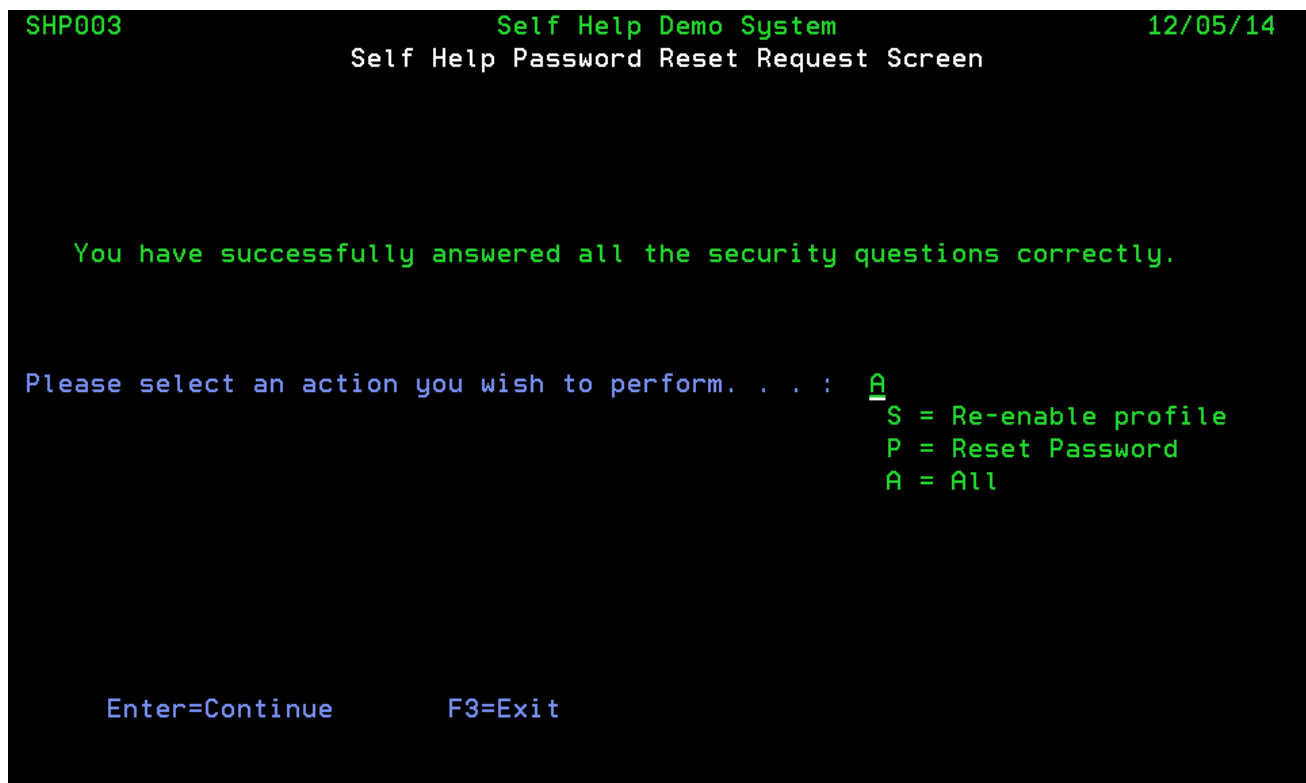 SHP003 Self Help Demo System 12/05/14
Self Help Password Reset Request Screen
You have successfully answered all the security questions correctly.
Please select an action you wish to perform. . . : A
S = Re-enable profile
P = Reset Password
A = All
Enter=Continue F3=Exit